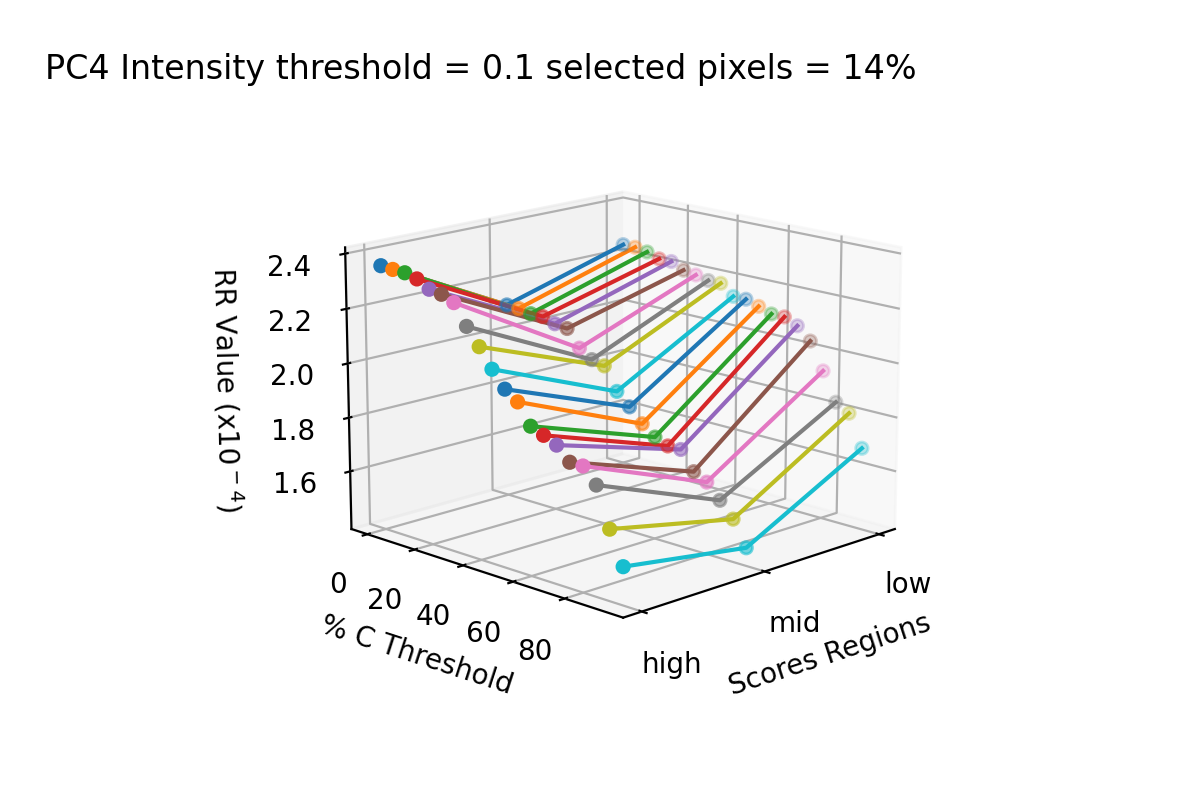 PC4 Intensity threshold = 0.1 selected pixels = 14%
RR Value (x10⁻⁴)
2.4
2.2
2.0
1.8
1.6
0
20
40
60
80
% C Threshold
high
mid
low
Scores Regions